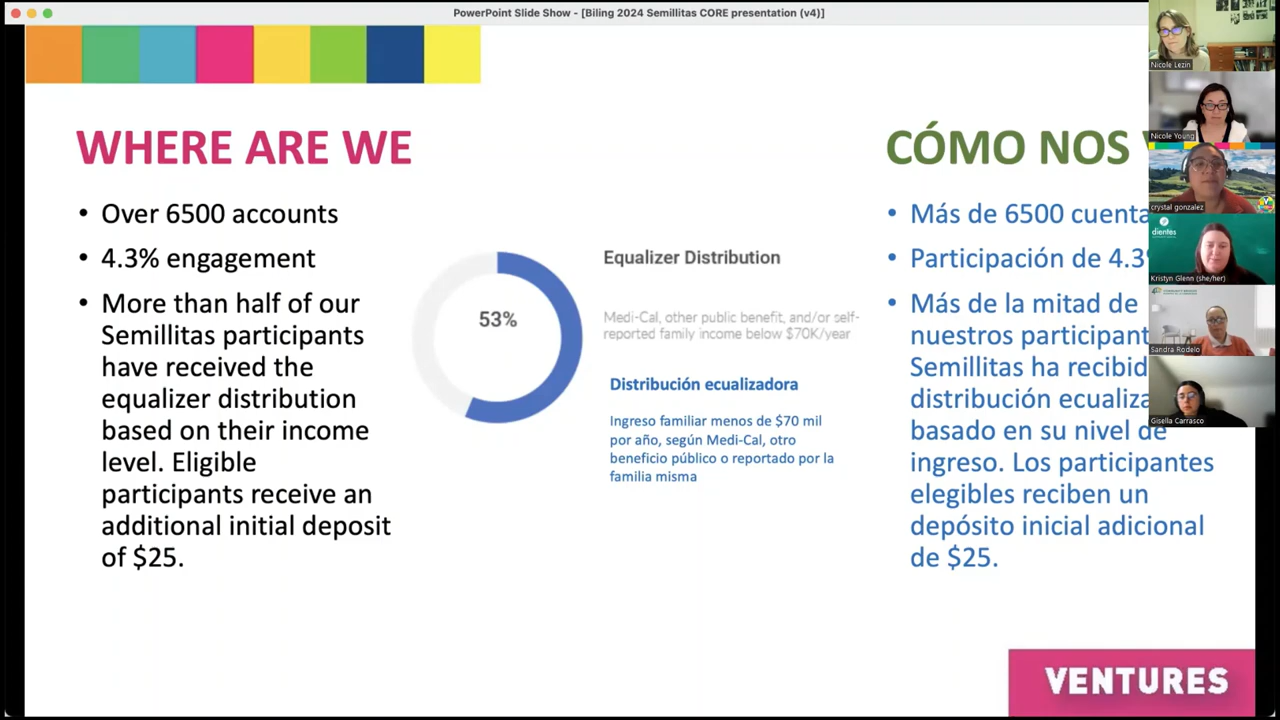 PowerPoint Slide Show - [Biling 2024 Semillitas CORE presentation (v4)]
WHERE ARE WE
• Over 6500 accounts
• 4.3% engagement
• More than half of our
Semillitas participants
have received the
equalizer distribution
based on their income
level. Eligible
participants receive an
additional initial deposit
of $25.
53%
Equalizer Distribution
Medi-Cal, other public benefit, and/or self-
reported family income below $70K/year
Distribución ecualizadora
Ingreso familiar menos de $70 mil
por año, según Medi-Cal, otro
beneficio público o reportado por la
familia misma
CÓMO NOS
• Más de 6500 cuenta
• Participación de 4.3
• Más de la mitad de
nuestros participant
Semillitas ha recibid
distribución ecualiza
basado en su nivel de
ingreso. Los participantes
elegibles reciben un
depósito inicial adicional
de $25.
VENTURES
Nicole Lezin
Nicole Young
crystal gonzalez
dientes
Kristyn Glenn (she/her)
Sandra Rodelo
Gisella Carrasco